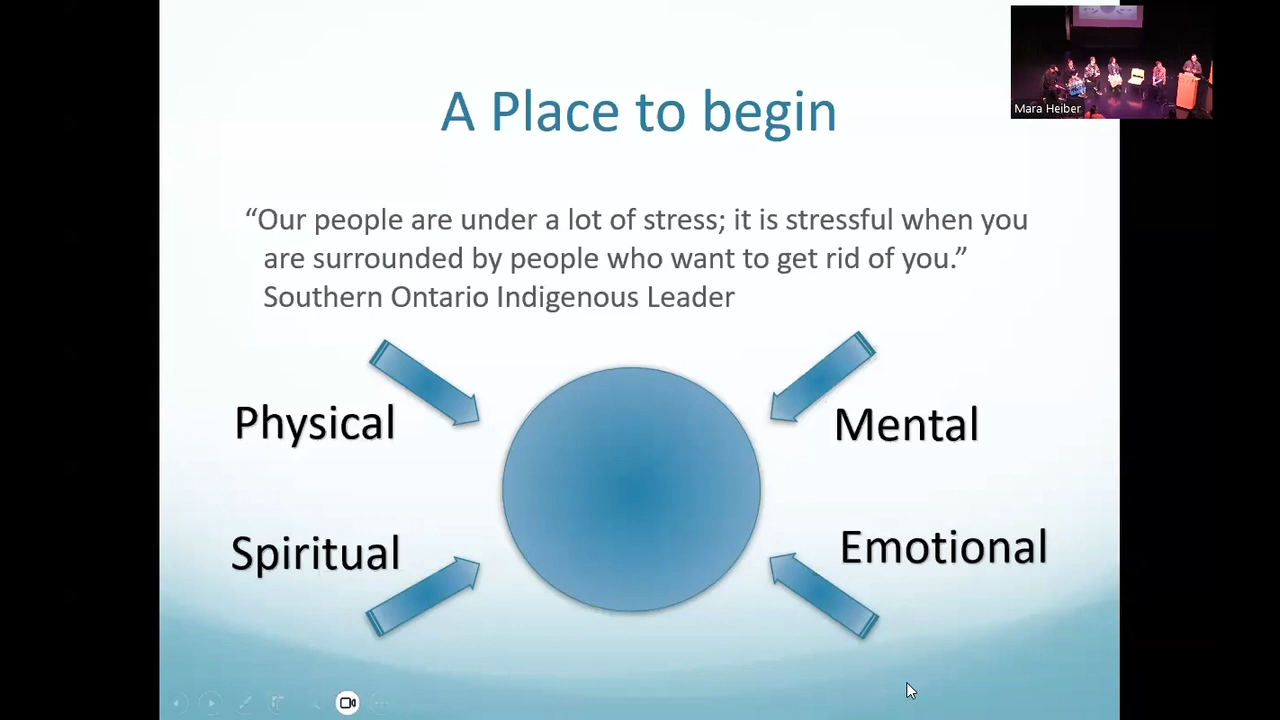 A Place to begin
Mara Heiber
“Our people are under a lot of stress; it is stressful when you
are surrounded by people who want to get rid of you.”
Southern Ontario Indigenous Leader
Physical
Mental
Spiritual
Emotional